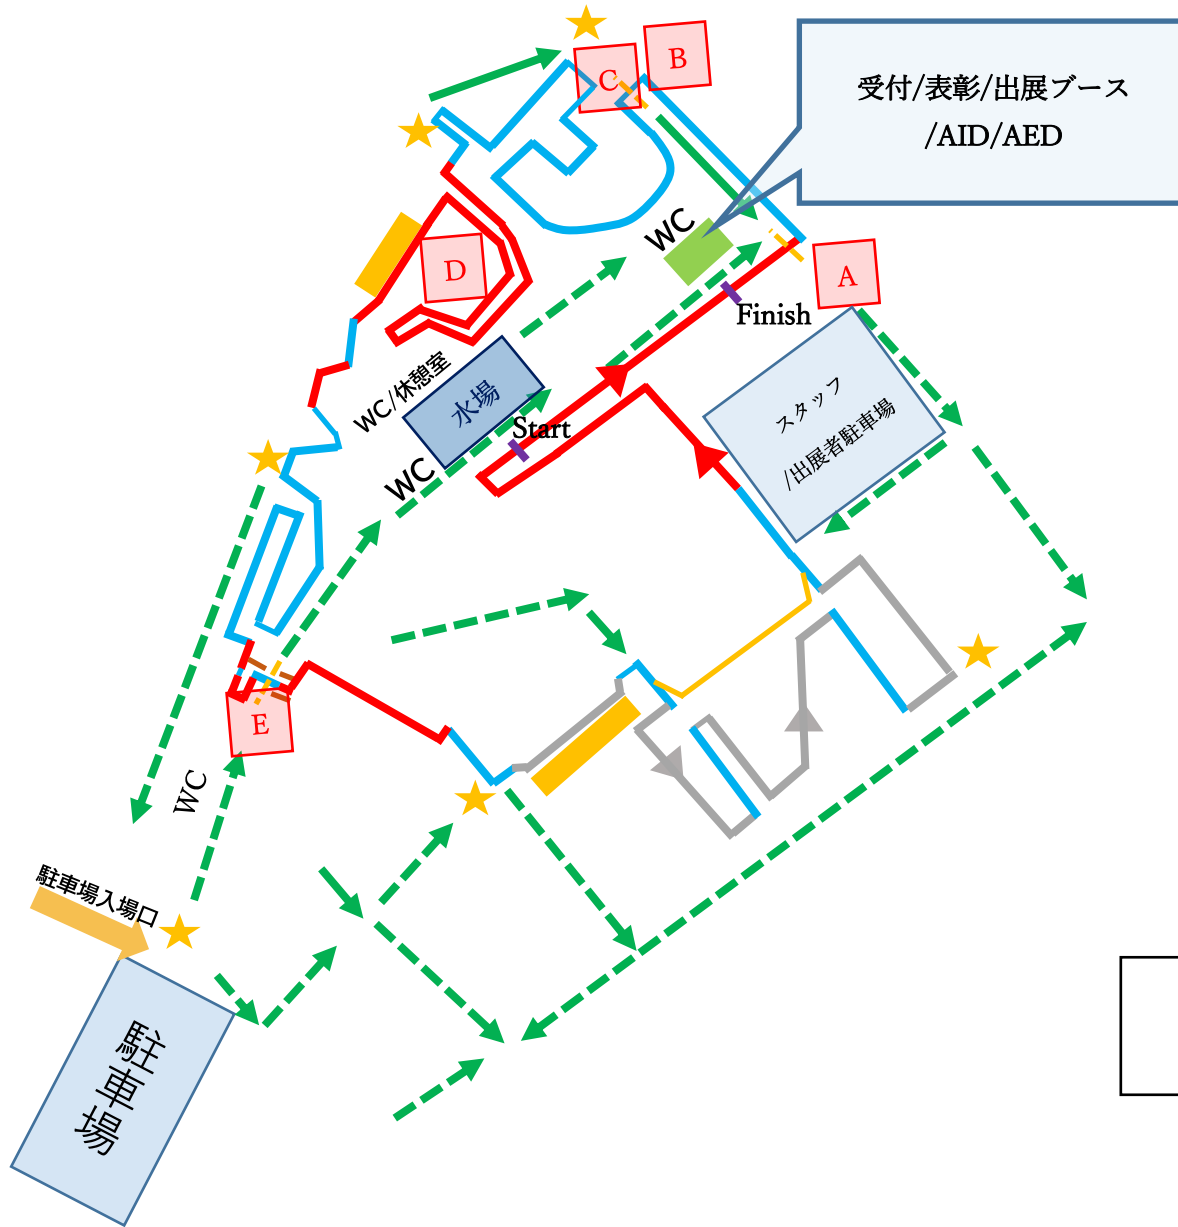 B
C
受付/表彰/出展ブース
/AID/AED
WC
D
A
Finish
WC/休憩室
水場
Start
スタッフ
/出展者駐車場
WC
E
WC
駐車場入場口
駐車場